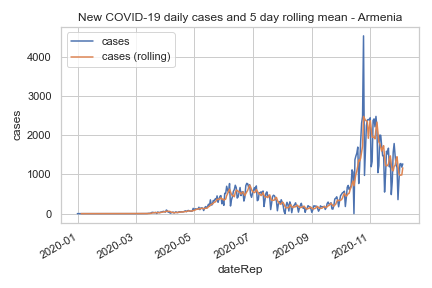 New COVID-19 daily cases and 5 day rolling mean - Armenia
cases
cases (rolling)
4000
3000
2000
1000
0
cases
2020-01
2020-03
2020-05
2020-07
2020-09
2020-11
dateRep